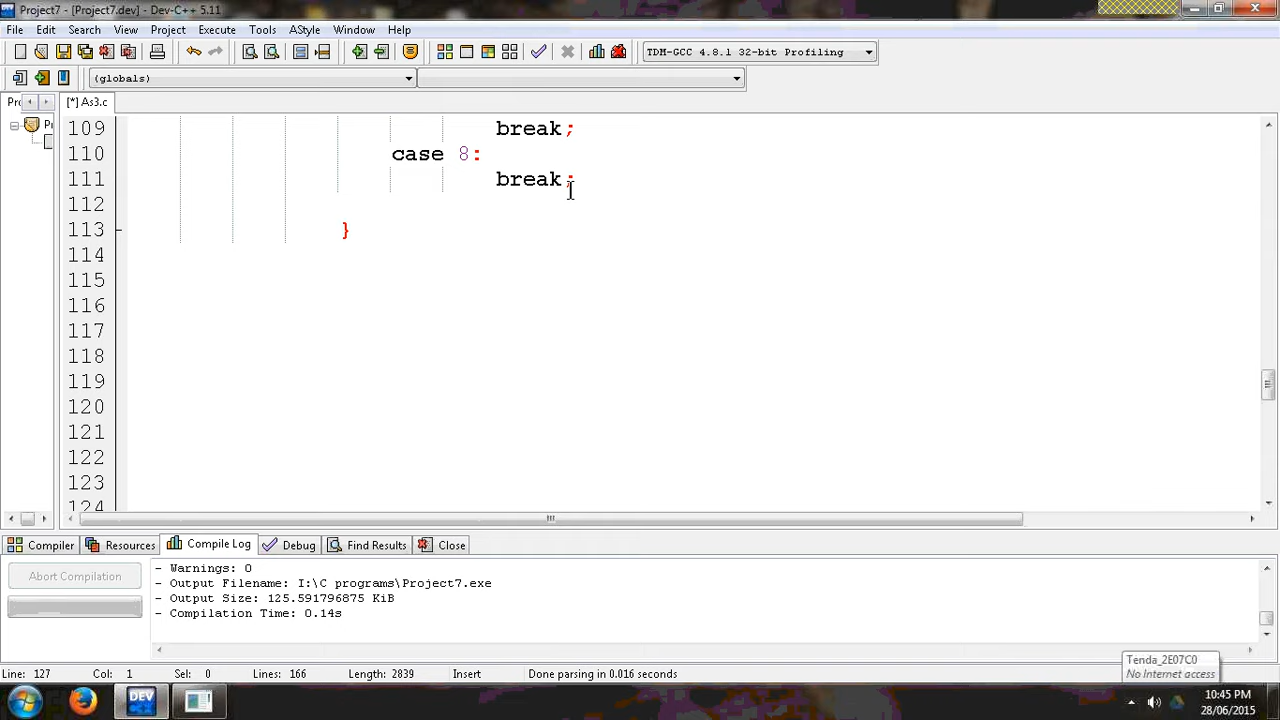 Project7 - [Project7.dev] - Dev-C++ 5.11
File Edit Search View Project Execute Tools AStyle Window Help
TDM-GCC 4.8.1 32-bit Profiling
(globals)
[*] As3.c
109 break;
110 case 8:
111 break;
112
113 }
114
115
116
117
118
119
120
121
122
123
124
Compiler Resources Compile Log Debug Find Results Close
Abort Compilation
- Warnings: 0
- Output Filename: I:\C programs\Project7.exe
- Output Size: 125.591796875 KiB
- Compilation Time: 0.14s
Line: 127 Col: 1 Sel: 0 Lines: 166 Length: 2839 Insert Done parsing in 0.016 seconds
Tenda_2E07C0
No Internet access
DEV
10:45 PM
28/06/2015